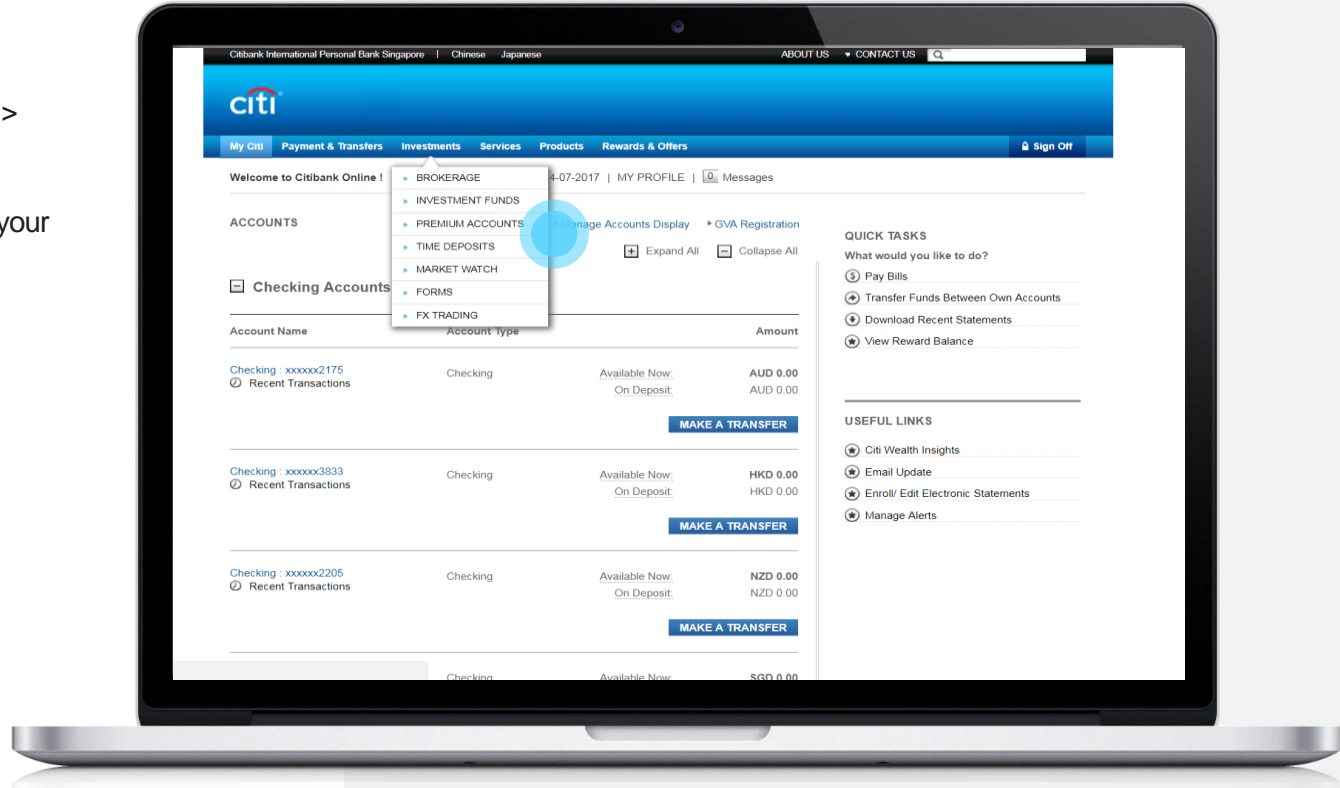 >
your
Citibank International Personal Bank Singapore | Chinese Japanese ABOUT US CONTACT US
citi
My Citi Payment & Transfers Investments Services Products Rewards & Offers Sign Off
Welcome to Citibank Online ! 4-07-2017 | MY PROFILE | 0 Messages
BROKERAGE
INVESTMENT FUNDS
PREMIUM ACCOUNTS
TIME DEPOSITS
MARKET WATCH
FORMS
FX TRADING
ACCOUNTS Manage Accounts Display GVA Registration
+ Expand All − Collapse All
− Checking Accounts
Account Name Account Type Amount
Checking : xxxxxx2175 Checking Available Now: AUD 0.00
Recent Transactions On Deposit: AUD 0.00
MAKE A TRANSFER
Checking : xxxxxx3833 Checking Available Now: HKD 0.00
Recent Transactions On Deposit: HKD 0.00
MAKE A TRANSFER
Checking : xxxxxx2205 Checking Available Now: NZD 0.00
Recent Transactions On Deposit: NZD 0.00
MAKE A TRANSFER
Checking Available Now: SGD 0.00
QUICK TASKS
What would you like to do?
Pay Bills
Transfer Funds Between Own Accounts
Download Recent Statements
View Reward Balance
USEFUL LINKS
Citi Wealth Insights
Email Update
Enroll/ Edit Electronic Statements
Manage Alerts